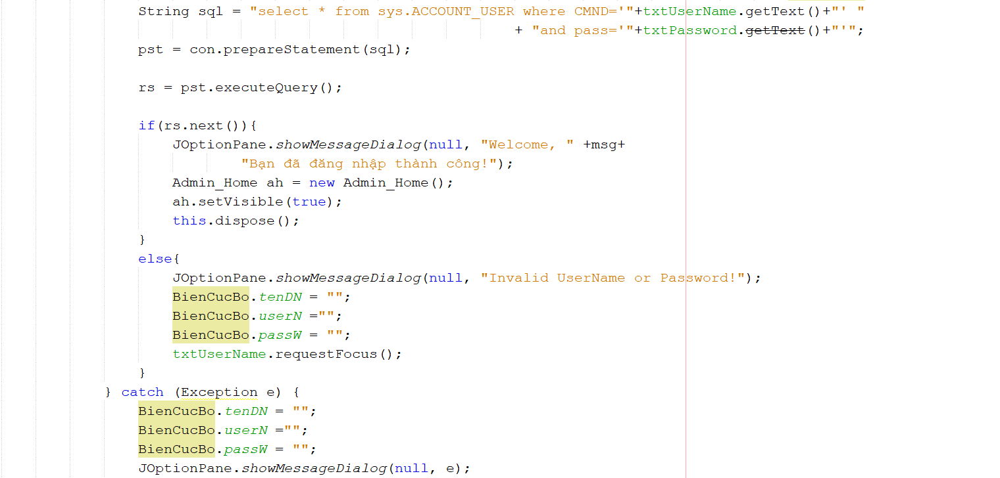 String sql = "select * from sys.ACCOUNT_USER where CMND='"+txtUserName.getText()+"' "
+ "and pass='"+txtPassword.getText()+"'";
pst = con.prepareStatement(sql);
rs = pst.executeQuery();
if(rs.next()){
JOptionPane.showMessageDialog(null, "Welcome, " +msg+
"Bạn đã đăng nhập thành công!");
Admin_Home ah = new Admin_Home();
ah.setVisible(true);
this.dispose();
}
else{
JOptionPane.showMessageDialog(null, "Invalid UserName or Password!");
BienCucBo.tenDN = "";
BienCucBo.userN ="";
BienCucBo.passW = "";
txtUserName.requestFocus();
}
} catch (Exception e) {
BienCucBo.tenDN = "";
BienCucBo.userN ="";
BienCucBo.passW = "";
JOptionPane.showMessageDialog(null, e);